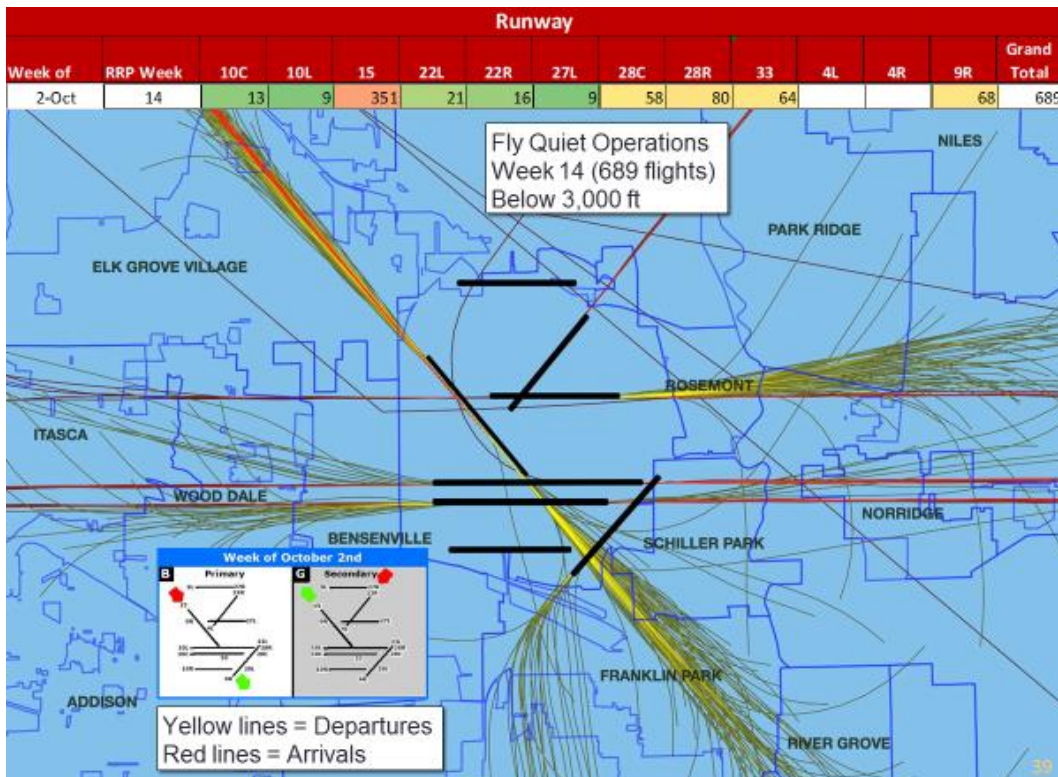 Runway
Week of RRP Week 10C 10L 15 22L 22R 27L 28C 28R 33 4L 4R 9R Grand Total
2-Oct 14 13 9 351 21 16 9 58 80 64 68 689
Fly Quiet Operations
Week 14 (689 flights)
Below 3,000 ft
NILES
PARK RIDGE
ELK GROVE VILLAGE
ROSEMONT
ITASCA
WOOD DALE
NORRIDGE
BENSENVILLE
SCHILLER PARK
Week of October 2nd
B Primary
G Secondary
FRANKLIN PARK
ADDISON
Yellow lines = Departures
Red lines = Arrivals
RIVER GROVE
39